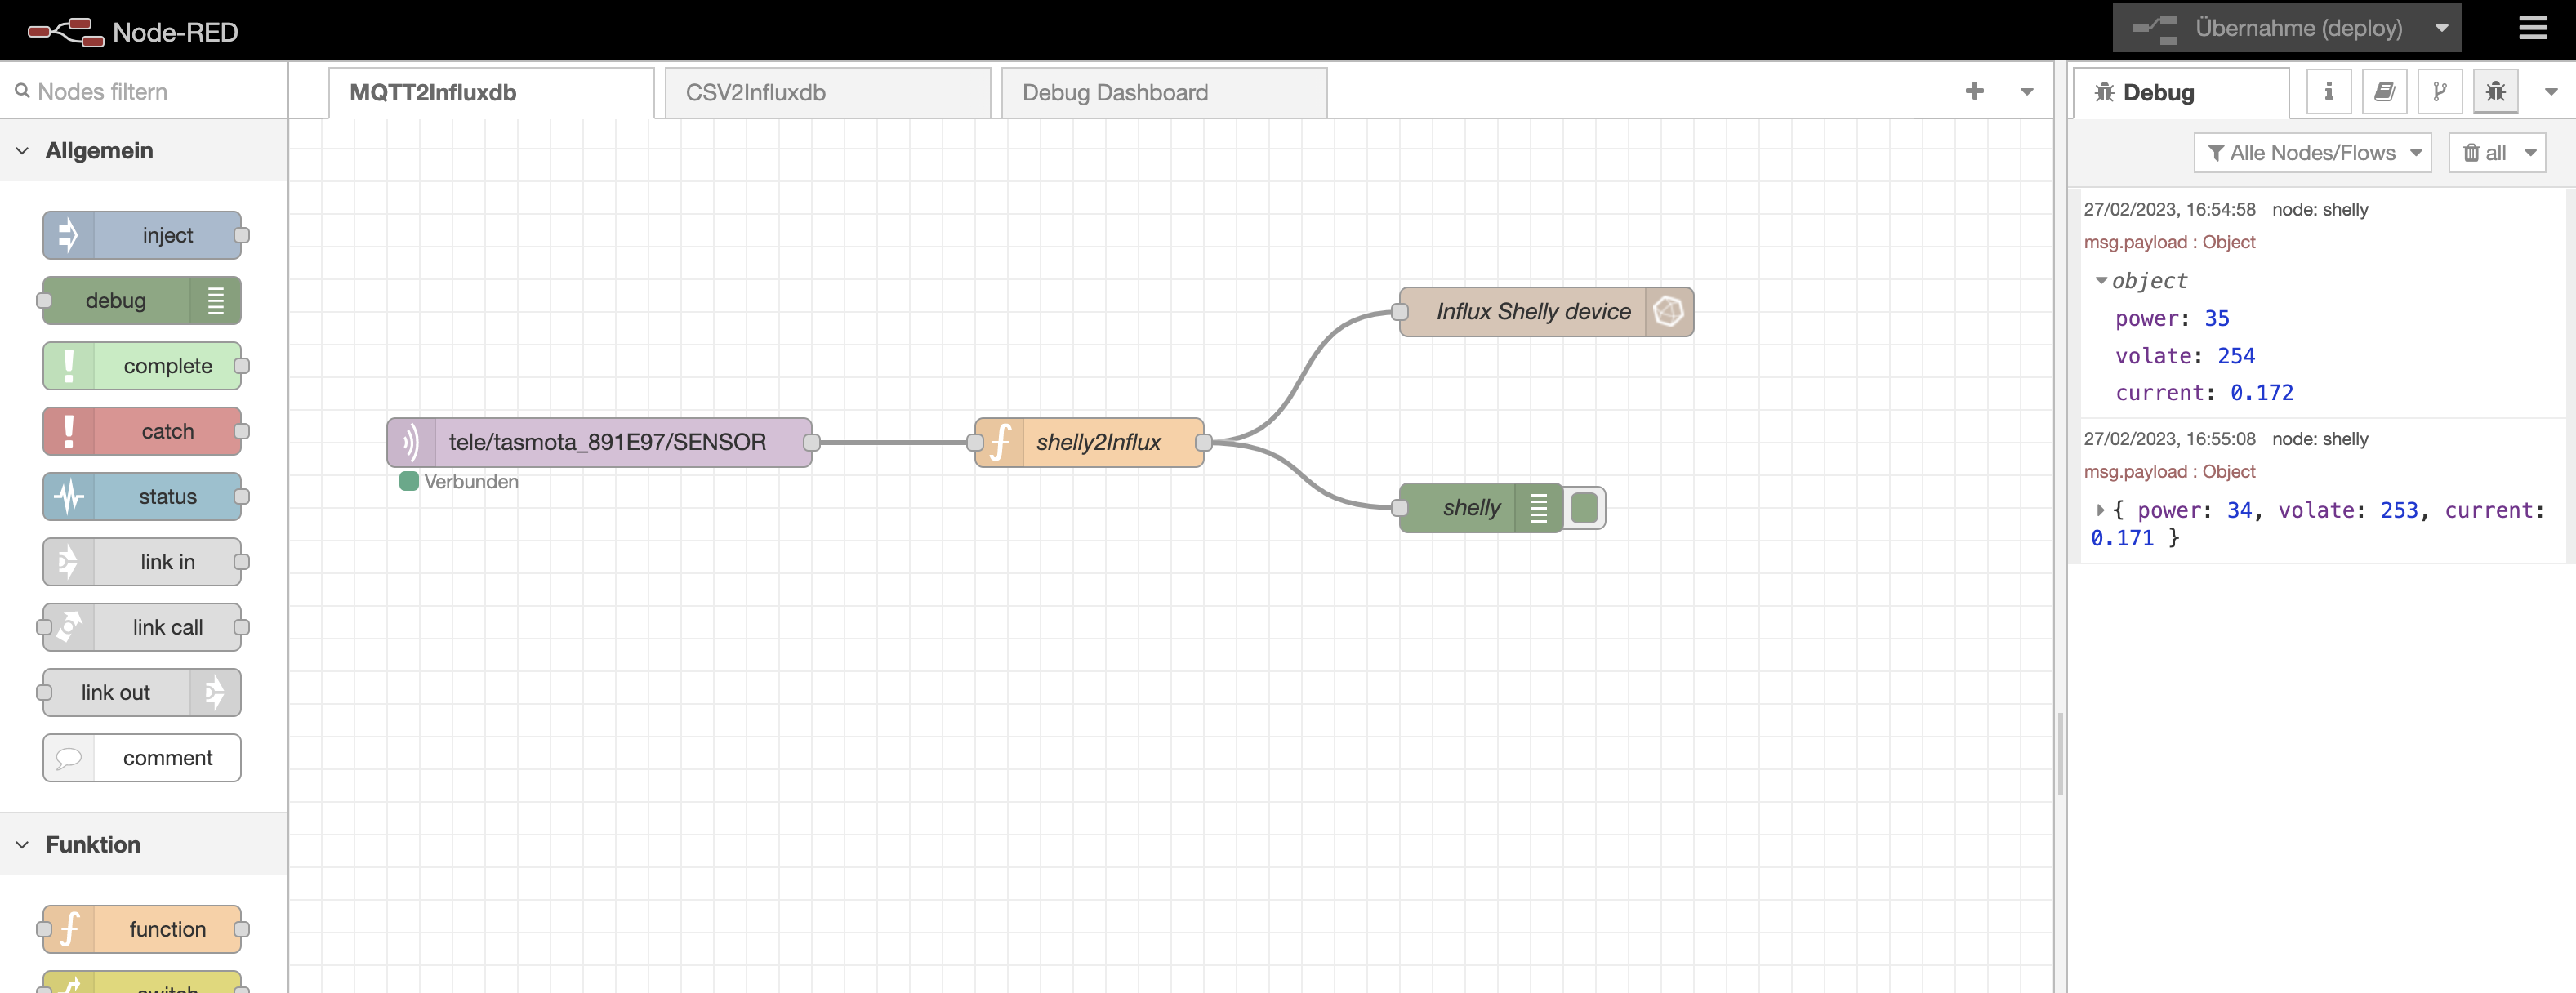 Node-RED
Übernahme (deploy)
Nodes filtern
MQTT2Influxdb
CSV2Influxdb
Debug Dashboard
Debug
Allgemein
inject
debug
complete
catch
status
link in
link call
link out
comment
Funktion
function
switch
tele/tasmota_891E97/SENSOR
Verbunden
shelly2Influx
Influx Shelly device
shelly
Alle Nodes/Flows
all
27/02/2023, 16:54:58 node: shelly
msg.payload : Object
object
power: 35
volate: 254
current: 0.172
27/02/2023, 16:55:08 node: shelly
msg.payload : Object
{ power: 34, volate: 253, current:
0.171 }